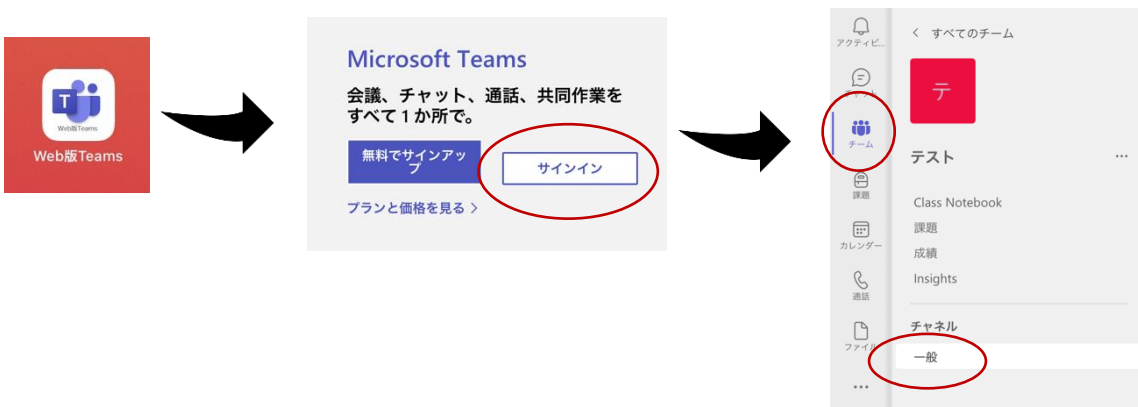 T
Web版Teams
Web版Teams
Microsoft Teams
会議、チャット、通話、共同作業を
すべて1か所で。
無料でサインアッ
プ
サインイン
プランと価格を見る >
アクティビ...
チャット
チーム
課題
カレンダー
通話
ファイル
...
< すべてのチーム
テ
テスト
...
Class Notebook
課題
成績
Insights
チャネル
一般